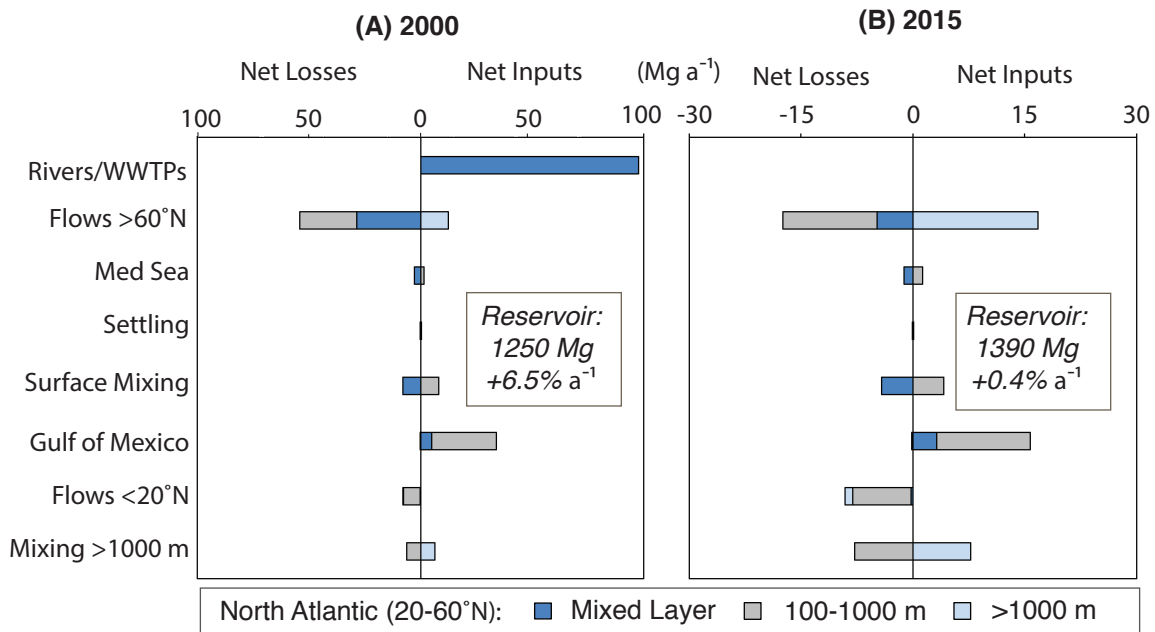 (A) 2000
(B) 2015
Net Losses
Net Inputs
(Mg a⁻¹)
Net Losses
Net Inputs
100
50
0
50
100
-30
-15
0
15
30
Rivers/WWTPs
Flows >60˚N
Med Sea
Settling
Surface Mixing
Gulf of Mexico
Flows <20˚N
Mixing >1000 m
Reservoir:
1250 Mg
+6.5% a⁻¹
Reservoir:
1390 Mg
+0.4% a⁻¹
North Atlantic (20-60˚N): Mixed Layer 100-1000 m >1000 m